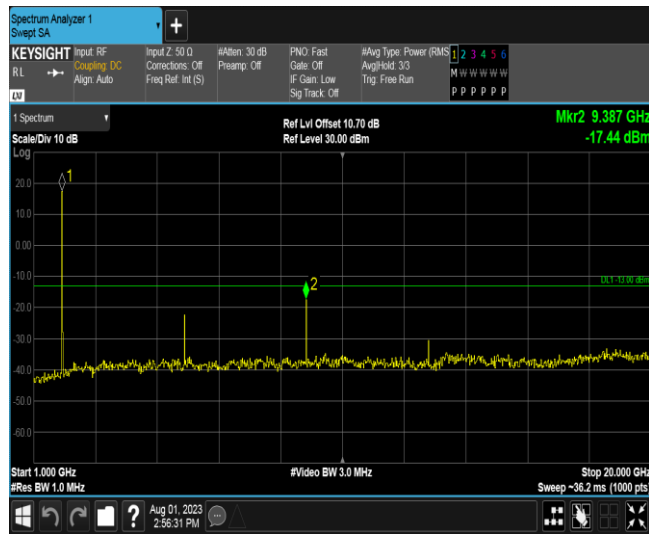 Spectrum Analyzer 1
Swept SA
+
KEYSIGHT
RL
LXI
Input: RF
Coupling: DC
Align: Auto
Input Z: 50 Ω
Corrections: Off
Freq Ref: Int (S)
#Atten: 30 dB
Preamp: Off
PNO: Fast
Gate: Off
IF Gain: Low
Sig Track: Off
#Avg Type: Power (RMS
Avg|Hold: 3/3
Trig: Free Run
1 2 3 4 5 6
M W W W W W
P P P P P P
1 Spectrum
Scale/Div 10 dB
Ref Lvl Offset 10.70 dB
Ref Level 30.00 dBm
Mkr2 9.387 GHz
-17.44 dBm
Log
1
20.0
10.0
0.00
-10.0
DL1 -13.00 dBm
2
-20.0
-30.0
-40.0
-50.0
-60.0
Start 1.000 GHz
#Video BW 3.0 MHz
Stop 20.000 GHz
#Res BW 1.0 MHz
Sweep ~36.2 ms (1000 pts)
?
Aug 01, 2023
2:56:31 PM